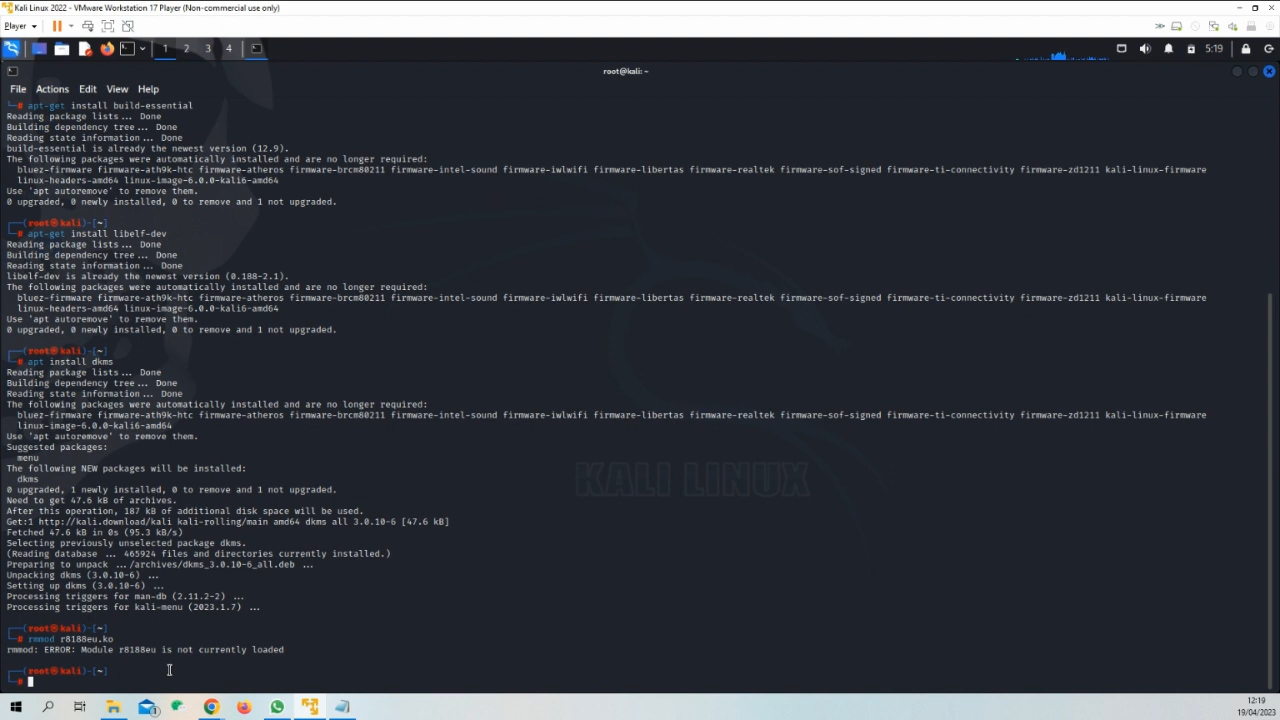 Kali Linux 2022 - VMware Workstation 17 Player (Non-commercial use only)
Player
1 2 3 4
5:19
root@kali: ~
File Actions Edit View Help
# apt-get install build-essential
Reading package lists... Done
Building dependency tree... Done
Reading state information... Done
build-essential is already the newest version (12.9).
The following packages were automatically installed and are no longer required:
bluez-firmware firmware-ath9k-htc firmware-atheros firmware-brcm80211 firmware-intel-sound firmware-iwlwifi firmware-libertas firmware-realtek firmware-sof-signed firmware-ti-connectivity firmware-zd1211 kali-linux-firmware
linux-headers-amd64 linux-image-6.0.0-kali6-amd64
Use 'apt autoremove' to remove them.
0 upgraded, 0 newly installed, 0 to remove and 1 not upgraded.
(root㉿kali)-[~]
# apt-get install libelf-dev
Reading package lists... Done
Building dependency tree... Done
Reading state information... Done
libelf-dev is already the newest version (0.188-2.1).
The following packages were automatically installed and are no longer required:
bluez-firmware firmware-ath9k-htc firmware-atheros firmware-brcm80211 firmware-intel-sound firmware-iwlwifi firmware-libertas firmware-realtek firmware-sof-signed firmware-ti-connectivity firmware-zd1211 kali-linux-firmware
linux-headers-amd64 linux-image-6.0.0-kali6-amd64
Use 'apt autoremove' to remove them.
0 upgraded, 0 newly installed, 0 to remove and 1 not upgraded.
(root㉿kali)-[~]
# apt install dkms
Reading package lists... Done
Building dependency tree... Done
Reading state information... Done
The following packages were automatically installed and are no longer required:
bluez-firmware firmware-ath9k-htc firmware-atheros firmware-brcm80211 firmware-intel-sound firmware-iwlwifi firmware-libertas firmware-realtek firmware-sof-signed firmware-ti-connectivity firmware-zd1211 kali-linux-firmware
linux-image-6.0.0-kali6-amd64
Use 'apt autoremove' to remove them.
Suggested packages:
menu
The following NEW packages will be installed:
dkms
0 upgraded, 1 newly installed, 0 to remove and 1 not upgraded.
Need to get 47.6 kB of archives.
After this operation, 187 kB of additional disk space will be used.
Get:1 http://kali.download/kali kali-rolling/main amd64 dkms all 3.0.10-6 [47.6 kB]
Fetched 47.6 kB in 0s (95.3 kB/s)
Selecting previously unselected package dkms.
(Reading database ... 465924 files and directories currently installed.)
Preparing to unpack .../archives/dkms_3.0.10-6_all.deb ...
Unpacking dkms (3.0.10-6) ...
Setting up dkms (3.0.10-6) ...
Processing triggers for man-db (2.11.2-2) ...
Processing triggers for kali-menu (2023.1.7) ...
(root㉿kali)-[~]
# rmmod r8188eu.ko
rmmod: ERROR: Module r8188eu is not currently loaded
(root㉿kali)-[~]
#
KALI LINUX
12:19
19/04/2023